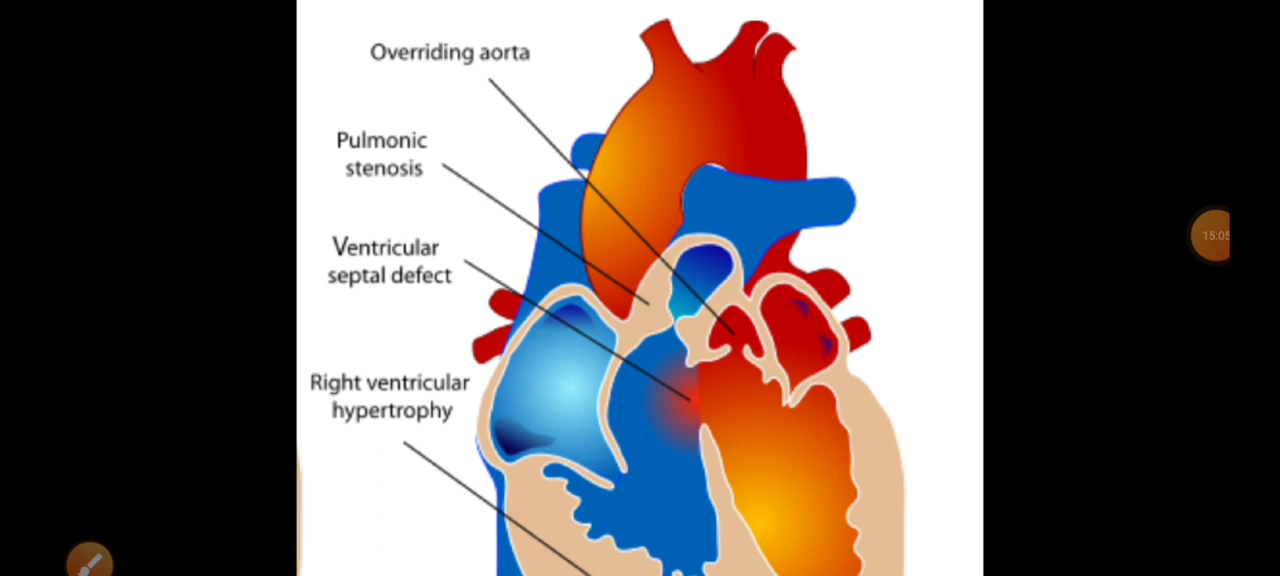 Overriding aorta
Pulmonic
stenosis
Ventricular
septal defect
Right ventricular
hypertrophy
15:05